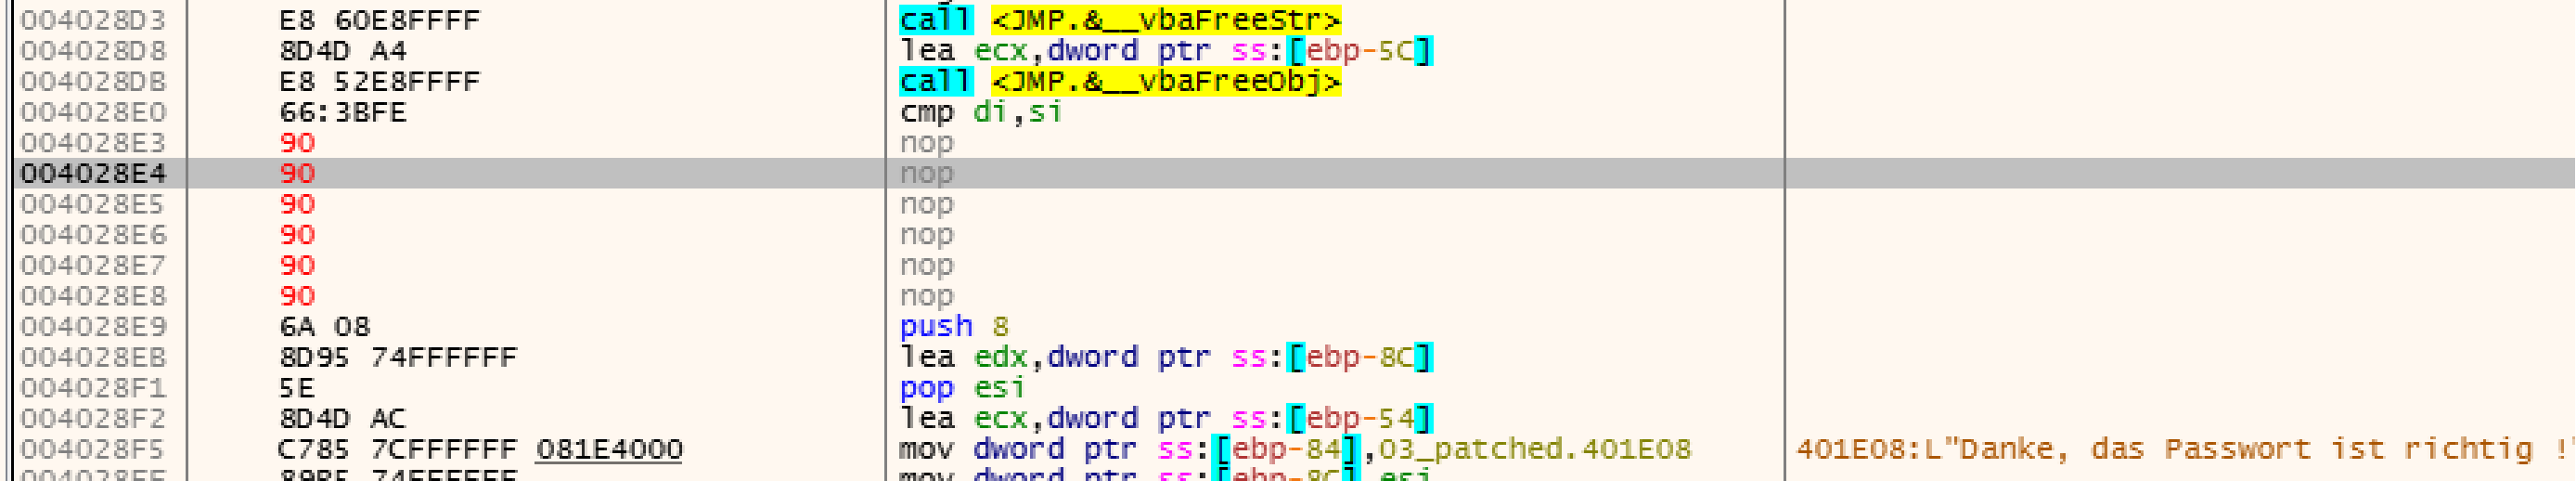 004028D3 E8 60E8FFFF call <JMP.&__vbaFreeStr>
004028D8 8D4D A4 lea ecx,dword ptr ss:[ebp-5C]
004028DB E8 52E8FFFF call <JMP.&__vbaFreeObj>
004028E0 66:3BFE cmp di,si
004028E3 90 nop
004028E4 90 nop
004028E5 90 nop
004028E6 90 nop
004028E7 90 nop
004028E8 90 nop
004028E9 6A 08 push 8
004028EB 8D95 74FFFFFF lea edx,dword ptr ss:[ebp-8C]
004028F1 5E pop esi
004028F2 8D4D AC lea ecx,dword ptr ss:[ebp-54]
004028F5 C785 7CFFFFFF 081E4000 mov dword ptr ss:[ebp-84],03_patched.401E08 401E08:L"Danke, das Passwort ist richtig !"
mov dword ptr ss:[ebp-8C],esi